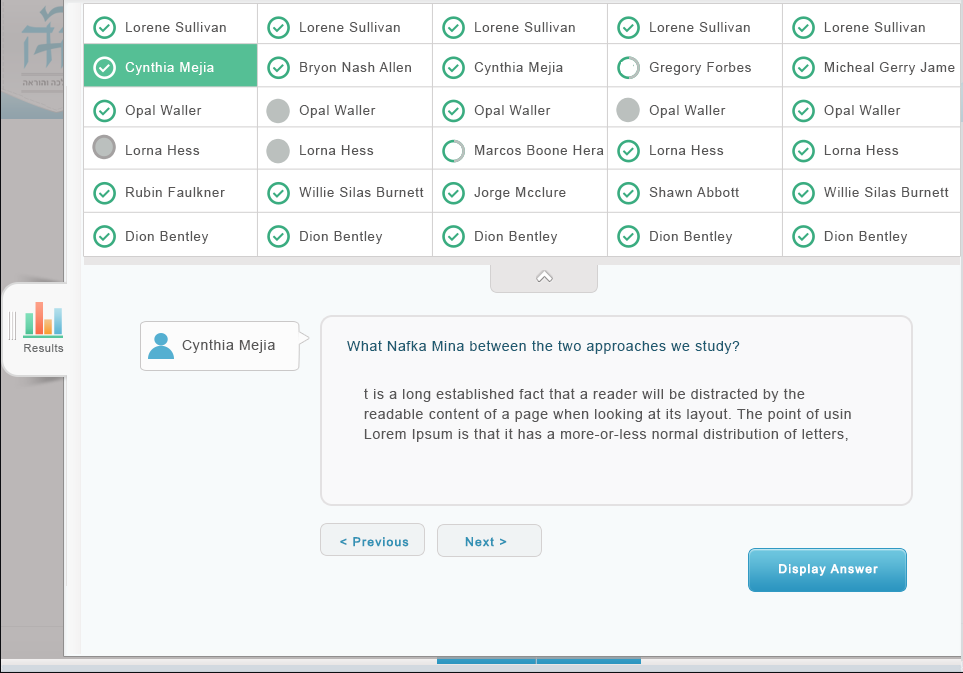 Lorene Sullivan Lorene Sullivan Lorene Sullivan Lorene Sullivan Lorene Sullivan
Cynthia Mejia Bryon Nash Allen Cynthia Mejia Gregory Forbes Micheal Gerry Jame
Opal Waller Opal Waller Opal Waller Opal Waller Opal Waller
Lorna Hess Lorna Hess Marcos Boone Hera Lorna Hess Lorna Hess
Rubin Faulkner Willie Silas Burnett Jorge Mcclure Shawn Abbott Willie Silas Burnett
Dion Bentley Dion Bentley Dion Bentley Dion Bentley Dion Bentley
Results
Cynthia Mejia
What Nafka Mina between the two approaches we study?
t is a long established fact that a reader will be distracted by the
readable content of a page when looking at its layout. The point of usin
Lorem Ipsum is that it has a more-or-less normal distribution of letters,
< Previous
Next >
Display Answer